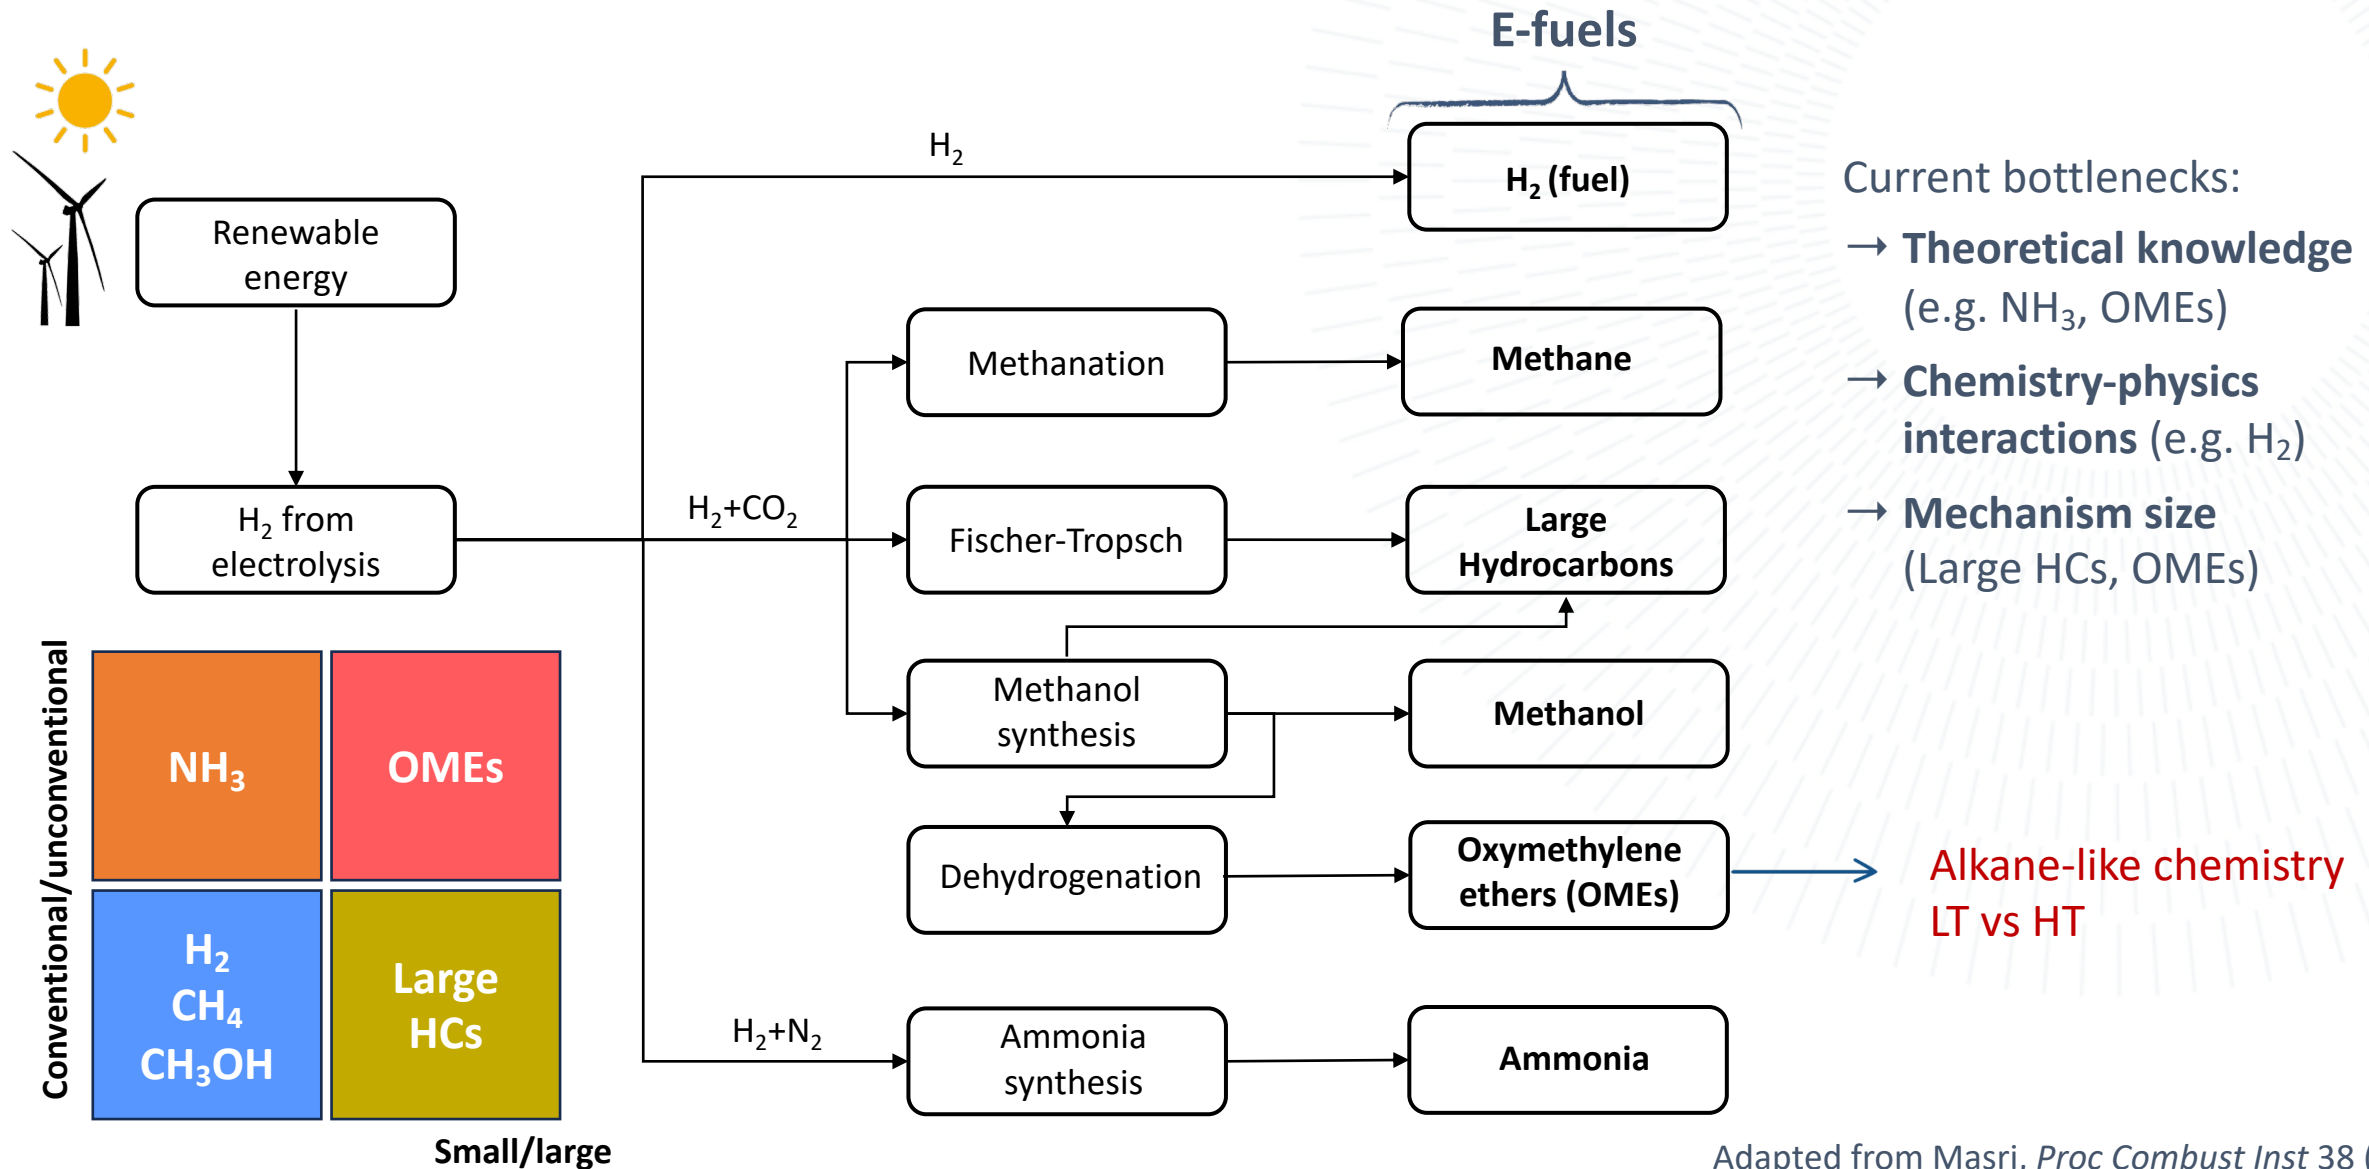 E-fuels
H₂
H₂ (fuel)
Renewable
energy
H₂ from
electrolysis
H₂+CO₂
Methanation
Methane
Fischer-Tropsch
Large
Hydrocarbons
Methanol
synthesis
Methanol
Dehydrogenation
Oxymethylene
ethers (OMEs)
H₂+N₂
Ammonia
synthesis
Ammonia
Current bottlenecks:
→ Theoretical knowledge
(e.g. NH₃, OMEs)
→ Chemistry-physics
interactions (e.g. H₂)
→ Mechanism size
(Large HCs, OMEs)
Alkane-like chemistry
LT vs HT
Conventional/unconventional
NH₃
OMEs
H₂
CH₄
CH₃OH
Large
HCs
Small/large
Adapted from Masri, Proc Combust Inst 38 (